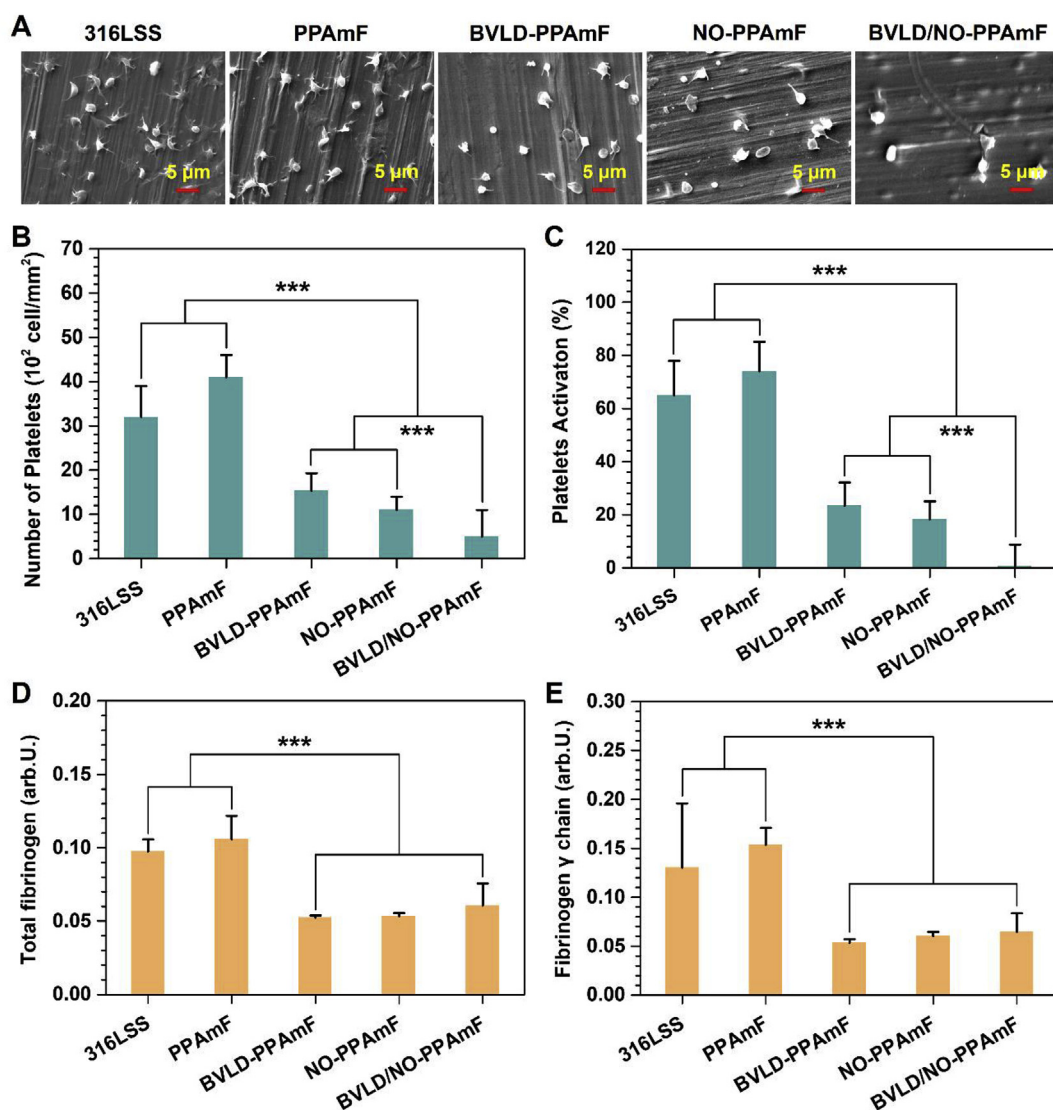 A
316LSS
PPAmF
BVLD-PPAmF
NO-PPAmF
BVLD/NO-PPAmF
5 μm
5 μm
5 μm
5 μm
5 μm
B
Number of Platelets (10² cell/mm²)
70
60
50
40
30
20
10
0
***
***
316LSS
PPAmF
BVLD-PPAmF
NO-PPAmF
BVLD/NO-PPAmF
C
Platelets Activaton (%)
120
100
80
60
40
20
0
***
***
316LSS
PPAmF
BVLD-PPAmF
NO-PPAmF
BVLD/NO-PPAmF
D
Total fibrinogen (arb.U.)
0.20
0.15
0.10
0.05
0.00
***
316LSS
PPAmF
BVLD-PPAmF
NO-PPAmF
BVLD/NO-PPAmF
E
Fibrinogen γ chain (arb.U.)
0.30
0.25
0.20
0.15
0.10
0.05
0.00
***
316LSS
PPAmF
BVLD-PPAmF
NO-PPAmF
BVLD/NO-PPAmF